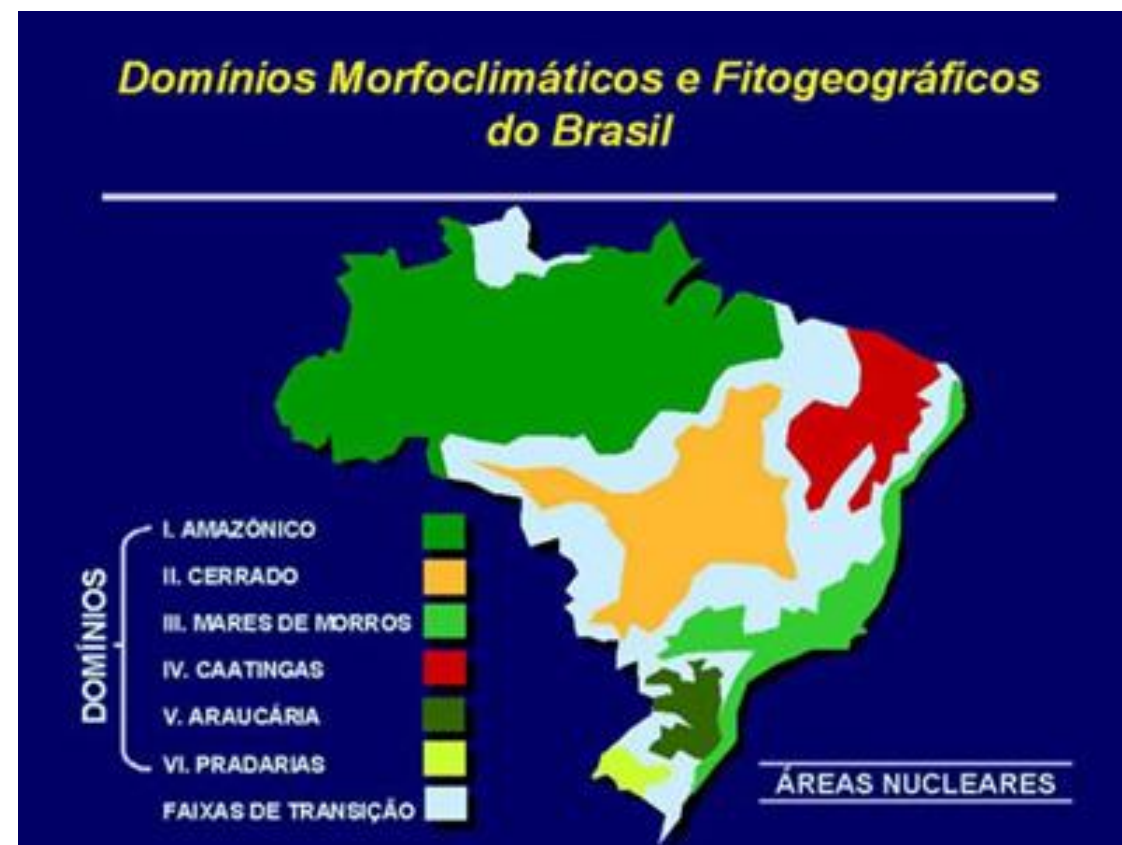 Domínios Morfoclimáticos e Fitogeográficos
do Brasil
DOMÍNIOS
I. AMAZÔNICO
II. CERRADO
III. MARES DE MORROS
IV. CAATINGAS
V. ARAUCÁRIA
VI. PRADARIAS
FAIXAS DE TRANSIÇÃO
ÁREAS NUCLEARES